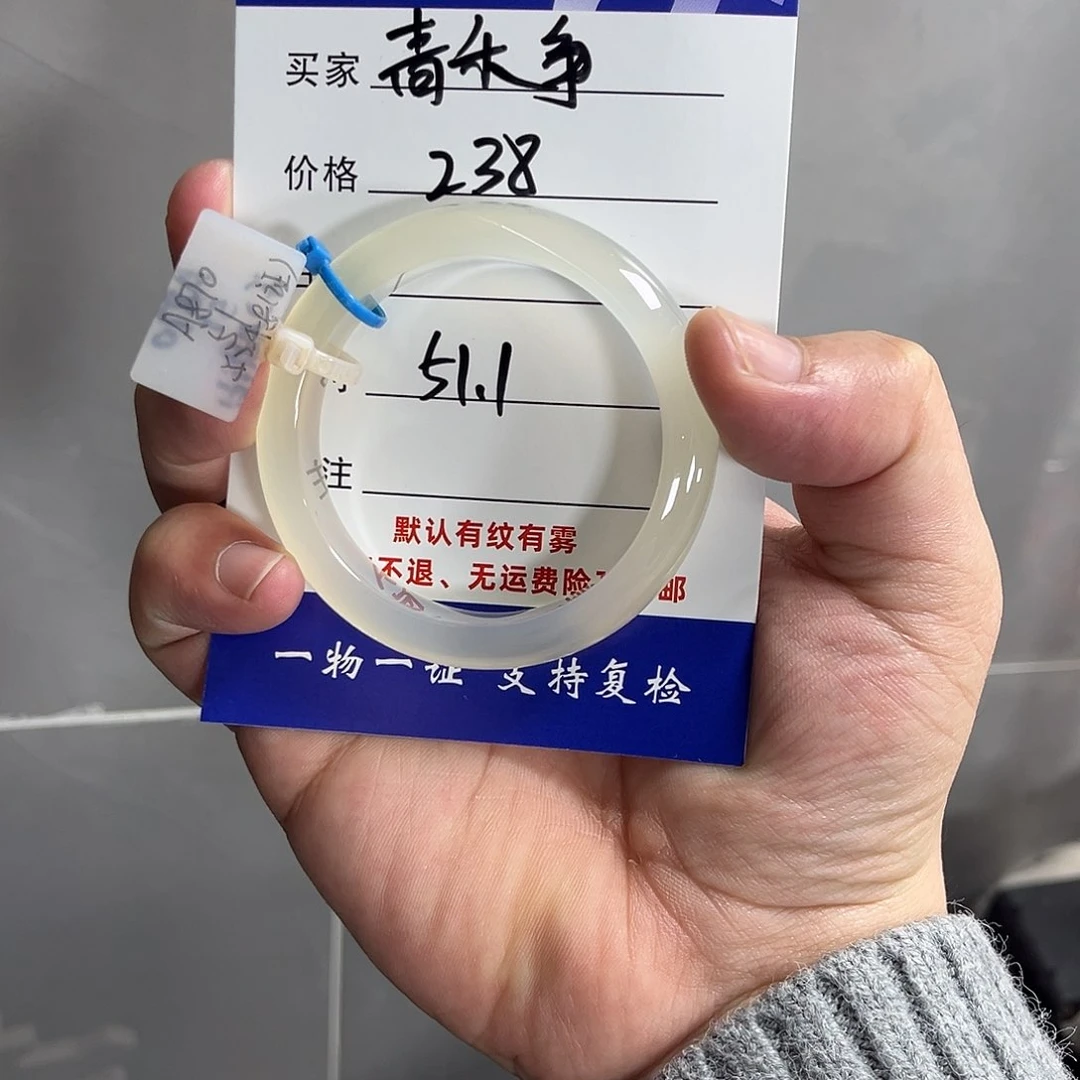 买家 青禾争
价格 238
51.1
注
默认有纹有雾
不退、无运费险 邮
一物一证 支持复检